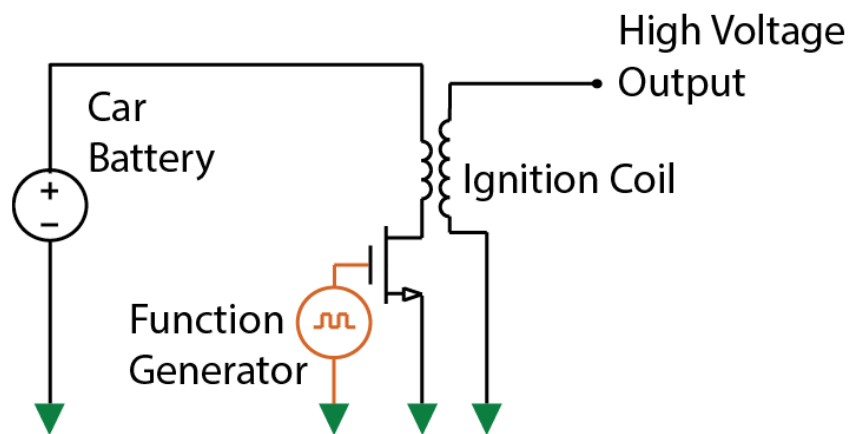 High Voltage
Output
Car
Battery
+
−
Ignition Coil
Function
Generator